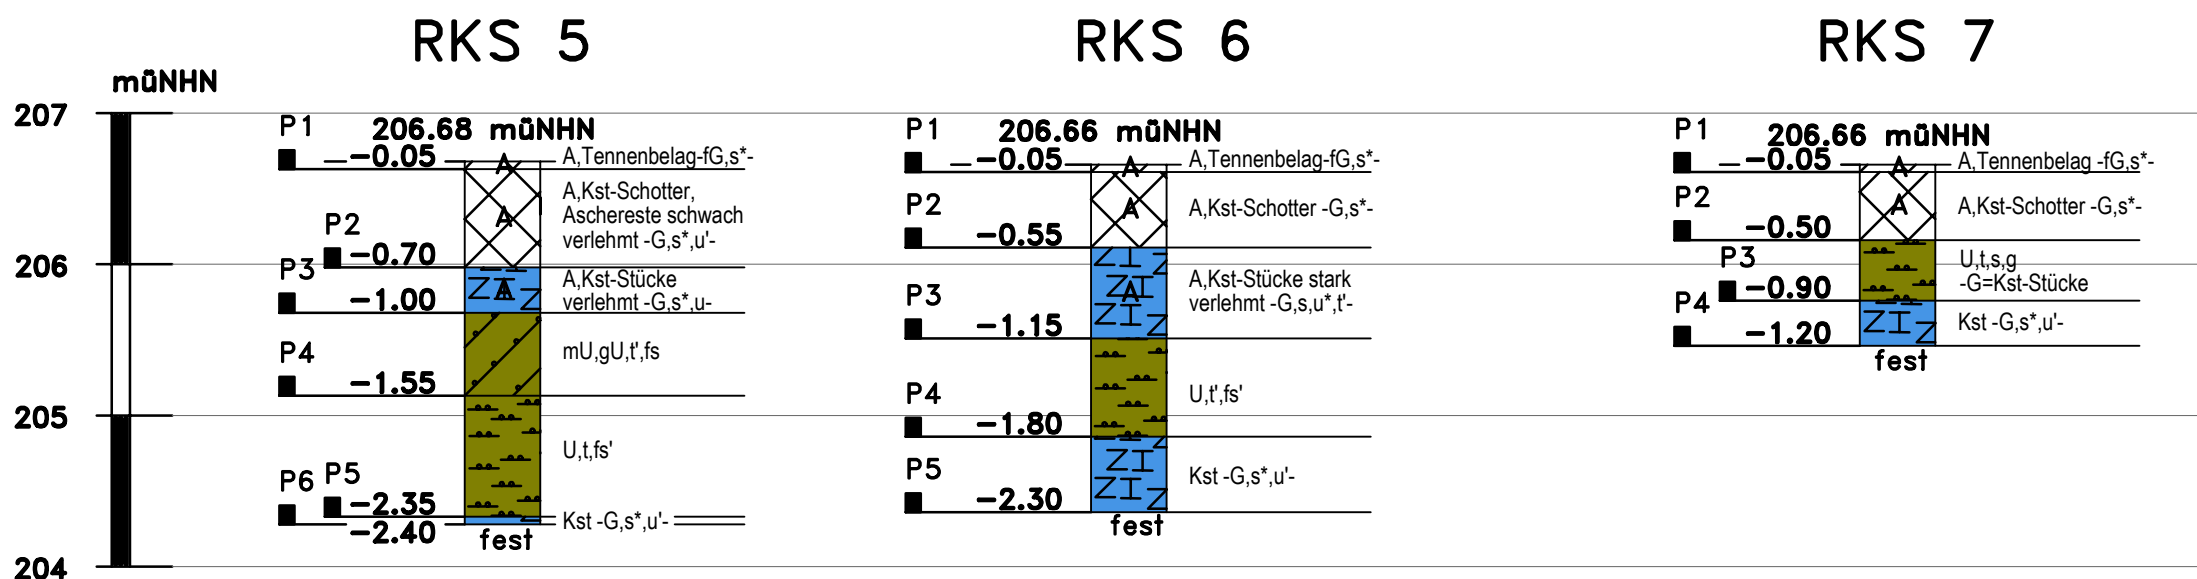 RKS 5
RKS 6
RKS 7
müNHN
207
206
205
204
P1
206.68 müNHN
-0.05
A
A,Tennenbelag-fG,s*-
A
A,Kst-Schotter,
Aschereste schwach
verlehmt -G,s*,u'-
P2
-0.70
P3
A
A,Kst-Stücke
verlehmt -G,s*,u-
-1.00
P4
mU,gU,t',fs
-1.55
U,t,fs'
P6 P5
-2.35
Kst -G,s*,u'-
-2.40
fest
P1
206.66 müNHN
-0.05
A
A,Tennenbelag-fG,s*-
P2
A
A,Kst-Schotter -G,s*-
-0.55
P3
A
A,Kst-Stücke stark
verlehmt -G,s,u*,t'-
-1.15
P4
U,t',fs'
-1.80
P5
Kst -G,s*,u'-
-2.30
fest
P1
206.66 müNHN
-0.05
A
A,Tennenbelag -fG,s*-
P2
A
A,Kst-Schotter -G,s*-
-0.50
P3
U,t,s,g
-G=Kst-Stücke
-0.90
P4
Kst -G,s*,u'-
-1.20
fest